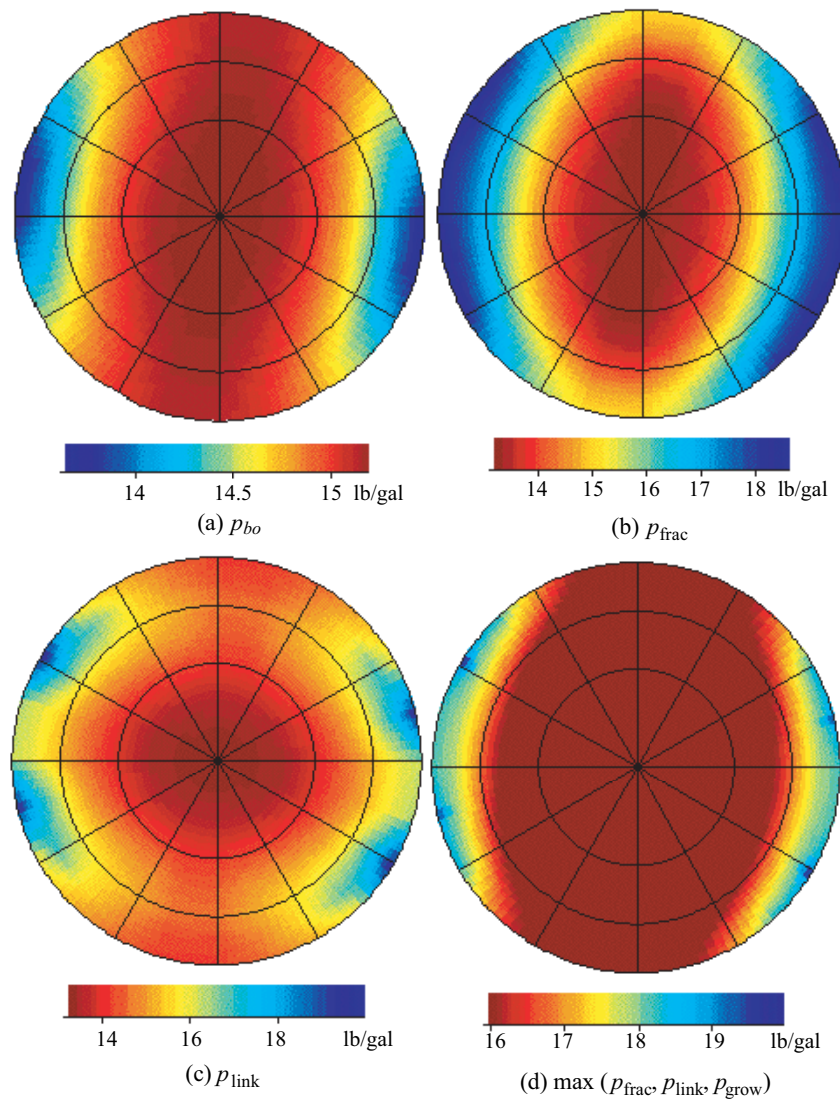 14 14.5 15 lb/gal
(a) p_bo
14 15 16 17 18 lb/gal
(b) p_frac
14 16 18 lb/gal
(c) p_link
16 17 18 19 lb/gal
(d) max (p_frac, p_link, p_grow)